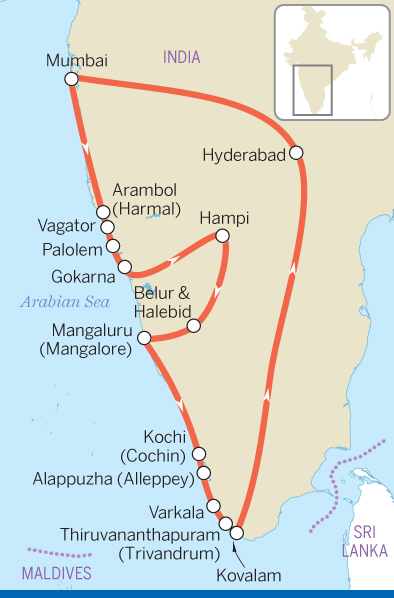 Mumbai
INDIA
Hyderabad
Arambol
(Harmal)
Vagator
Hampi
Palolem
Gokarna
Belur &
Halebid
Arabian Sea
Mangaluru
(Mangalore)
Kochi
(Cochin)
Alappuzha (Alleppey)
Varkala
Thiruvananthapuram
(Trivandrum)
SRI
LANKA
MALDIVES
Kovalam